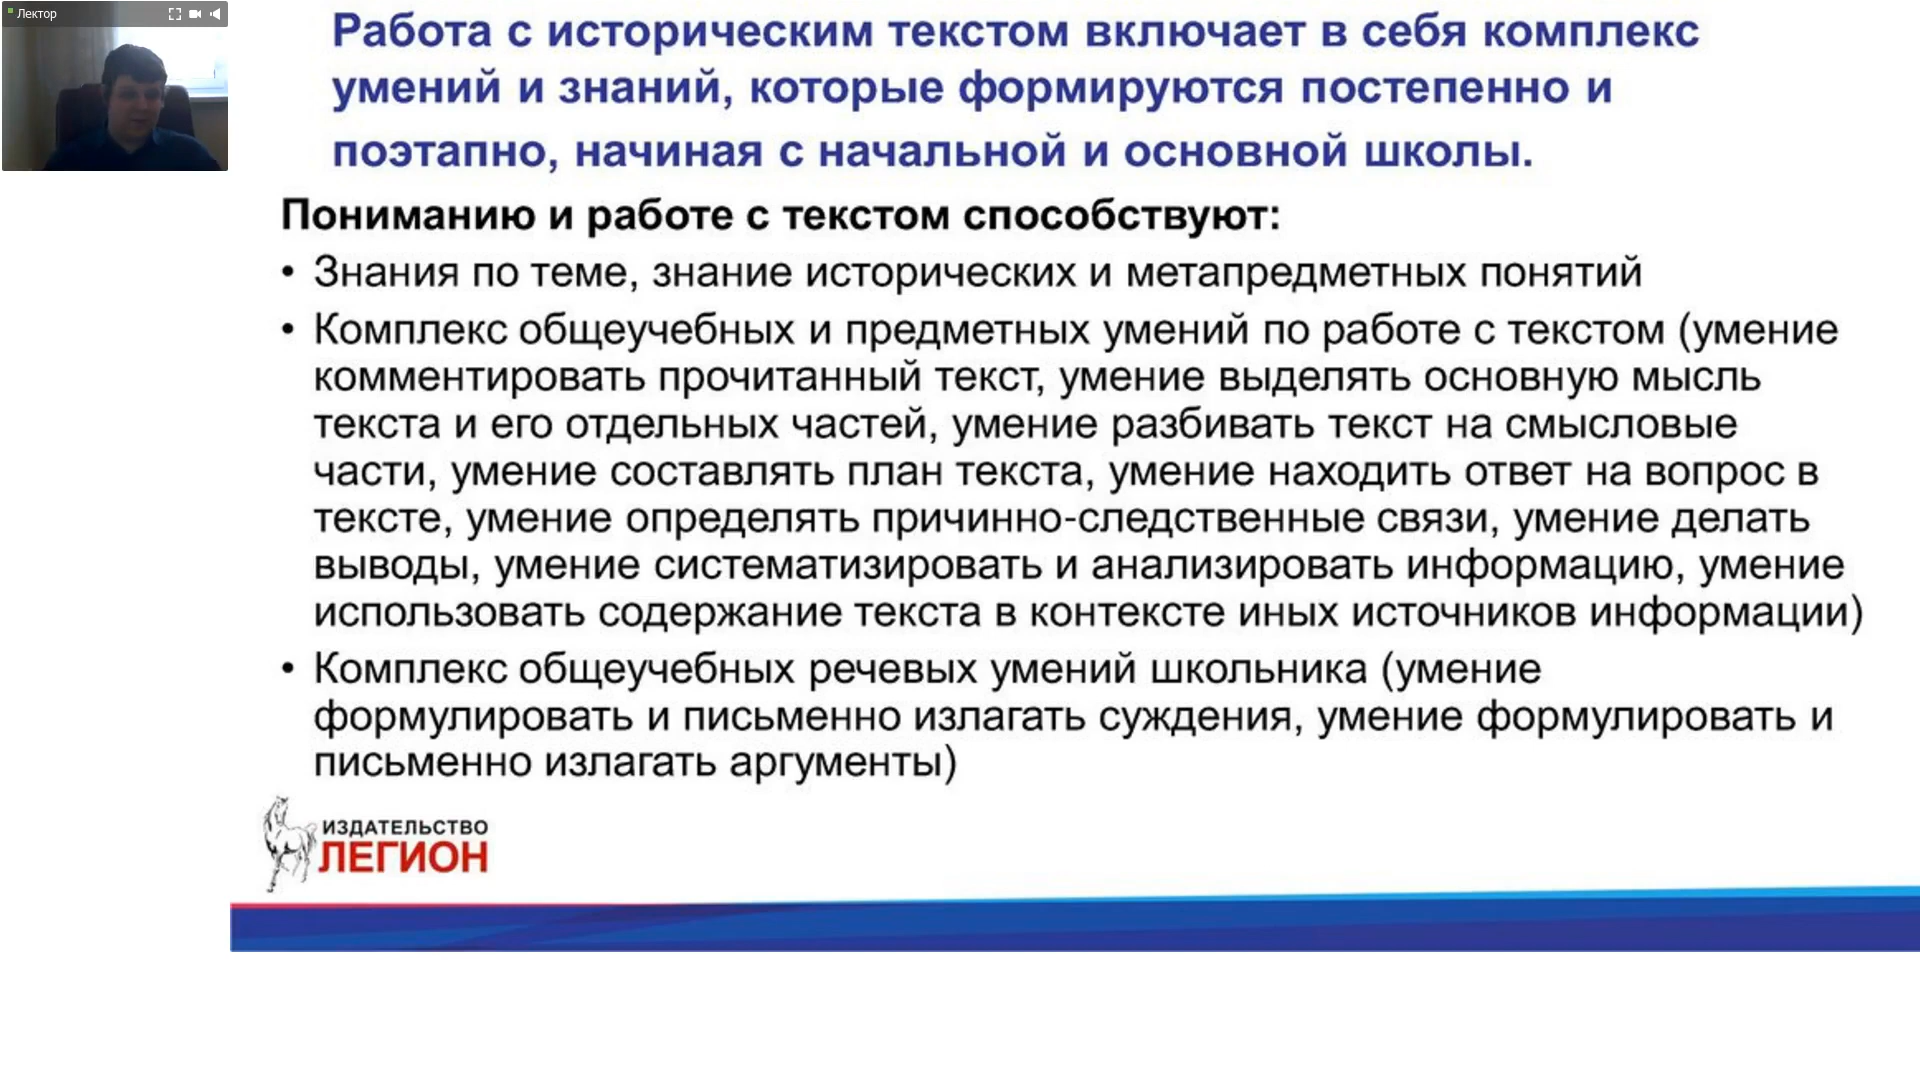 Лектор
Работа с историческим текстом включает в себя комплекс
умений и знаний, которые формируются постепенно и
поэтапно, начиная с начальной и основной школы.
Пониманию и работе с текстом способствуют:
• Знания по теме, знание исторических и метапредметных понятий
• Комплекс общеучебных и предметных умений по работе с текстом (умение
комментировать прочитанный текст, умение выделять основную мысль
текста и его отдельных частей, умение разбивать текст на смысловые
части, умение составлять план текста, умение находить ответ на вопрос в
тексте, умение определять причинно-следственные связи, умение делать
выводы, умение систематизировать и анализировать информацию, умение
использовать содержание текста в контексте иных источников информации)
• Комплекс общеучебных речевых умений школьника (умение
формулировать и письменно излагать суждения, умение формулировать и
письменно излагать аргументы)
ИЗДАТЕЛЬСТВО
ЛЕГИОН